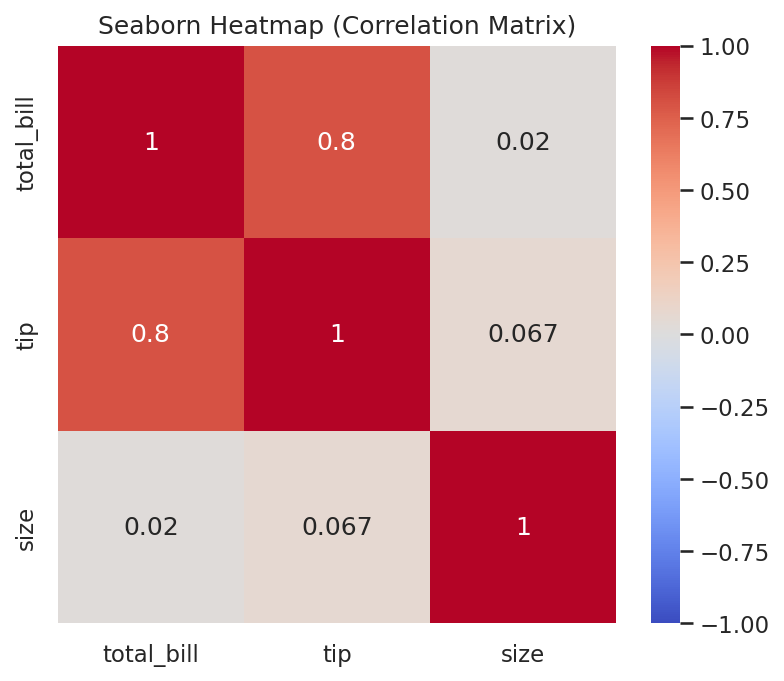 Seaborn Heatmap (Correlation Matrix)
total_bill
1
0.8
0.02
tip
0.8
1
0.067
size
0.02
0.067
1
total_bill
tip
size
1.00
0.75
0.50
0.25
0.00
−0.25
−0.50
−0.75
−1.00